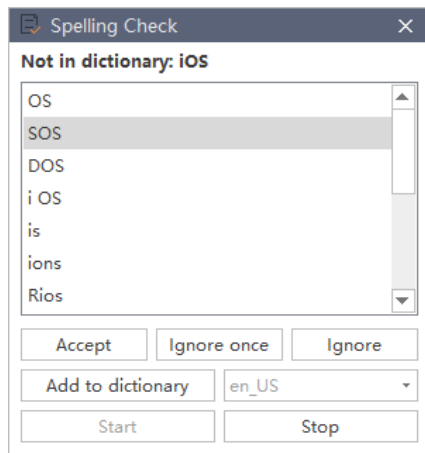 Spelling Check
Not in dictionary: iOS
OS
SOS
DOS
i OS
is
ions
Rios
Accept Ignore once Ignore
Add to dictionary en_US
Start Stop